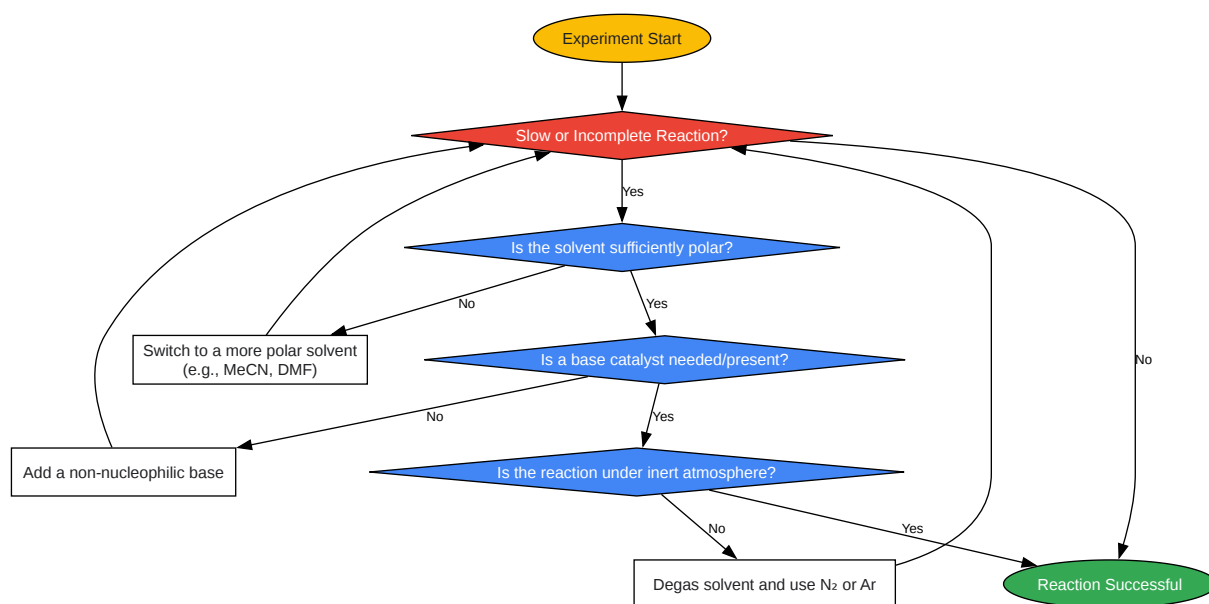 Experiment Start
Slow or Incomplete Reaction?
Yes
Is the solvent sufficiently polar?
No
Yes
Switch to a more polar solvent
(e.g., MeCN, DMF)
Is a base catalyst needed/present?
No
No
Yes
Add a non-nucleophilic base
Is the reaction under inert atmosphere?
No
Yes
Degas solvent and use N₂ or Ar
Reaction Successful